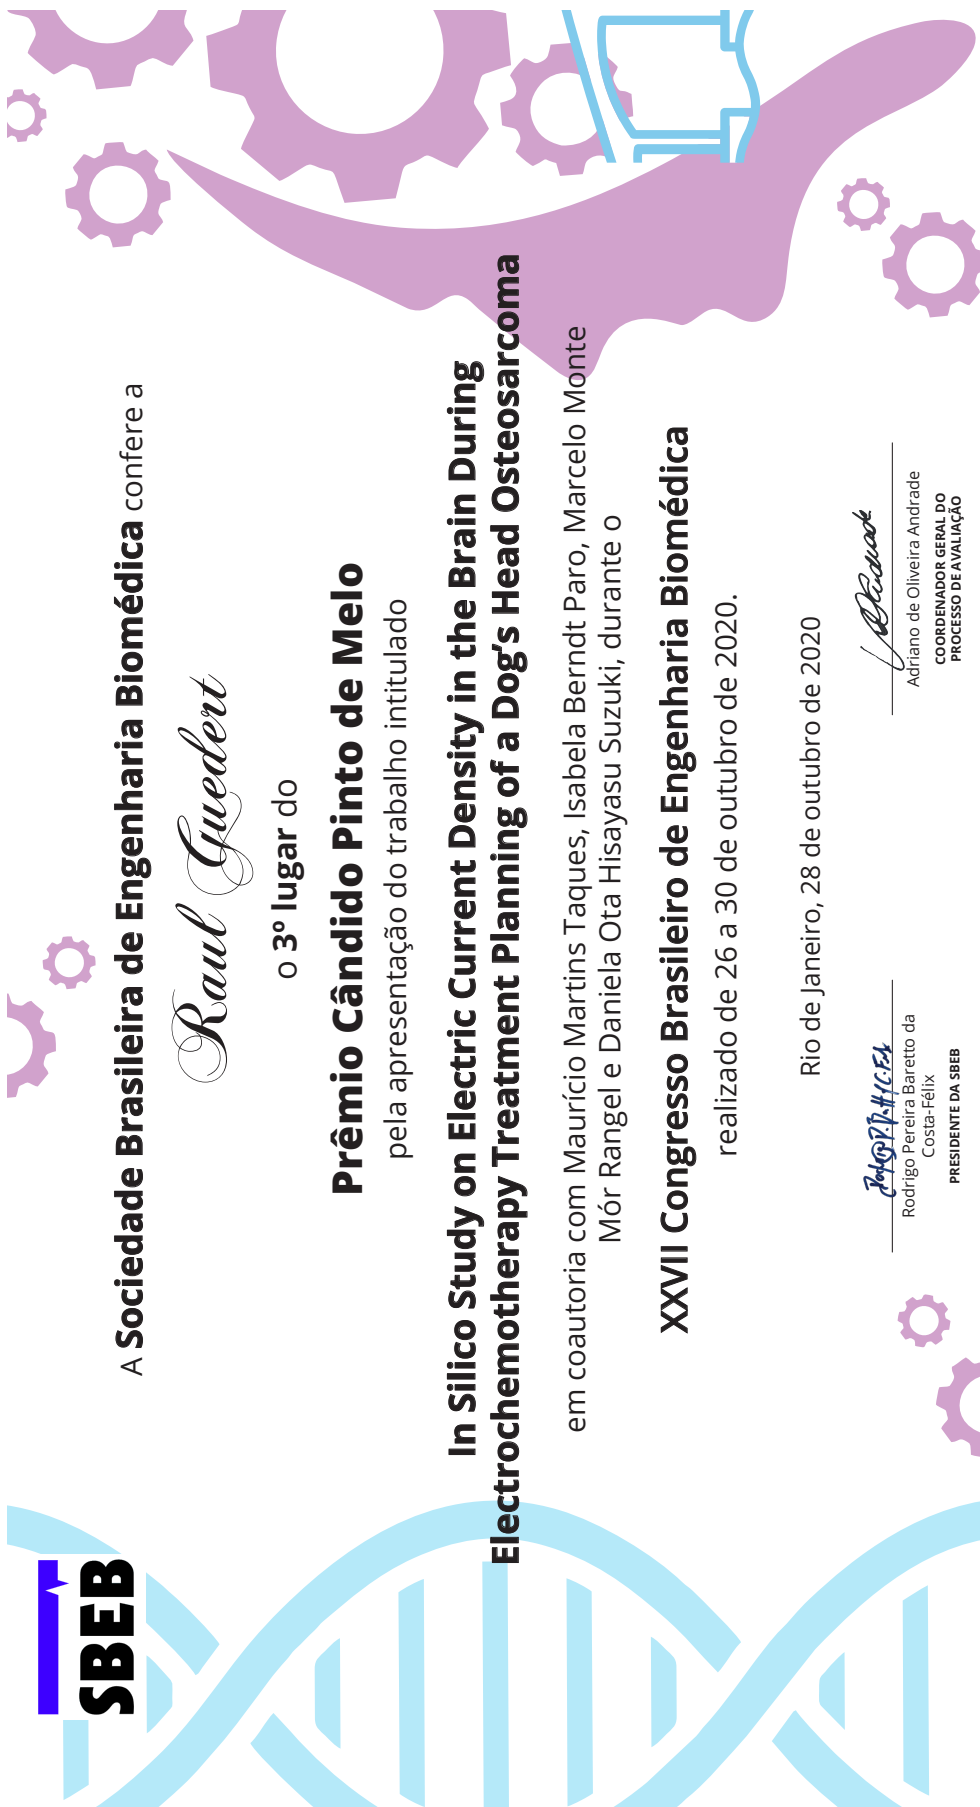 SBEB
A Sociedade Brasileira de Engenharia Biomédica confere a
Raul Guedert
o 3º lugar do
Prêmio Cândido Pinto de Melo
pela apresentação do trabalho intitulado
In Silico Study on Electric Current Density in the Brain During
Electrochemotherapy Treatment Planning of a Dog's Head Osteosarcoma
em coautoria com Maurício Martins Taques, Isabela Berndt Paro, Marcelo Monte
Mór Rangel e Daniela Ota Hisayasu Suzuki, durante o
XXVII Congresso Brasileiro de Engenharia Biomédica
realizado de 26 a 30 de outubro de 2020.
Rio de Janeiro, 28 de outubro de 2020
Rodrigo Pereira Baretto da
Costa-Félix
PRESIDENTE DA SBEB
Adriano de Oliveira Andrade
COORDENADOR GERAL DO
PROCESSO DE AVALIAÇÃO